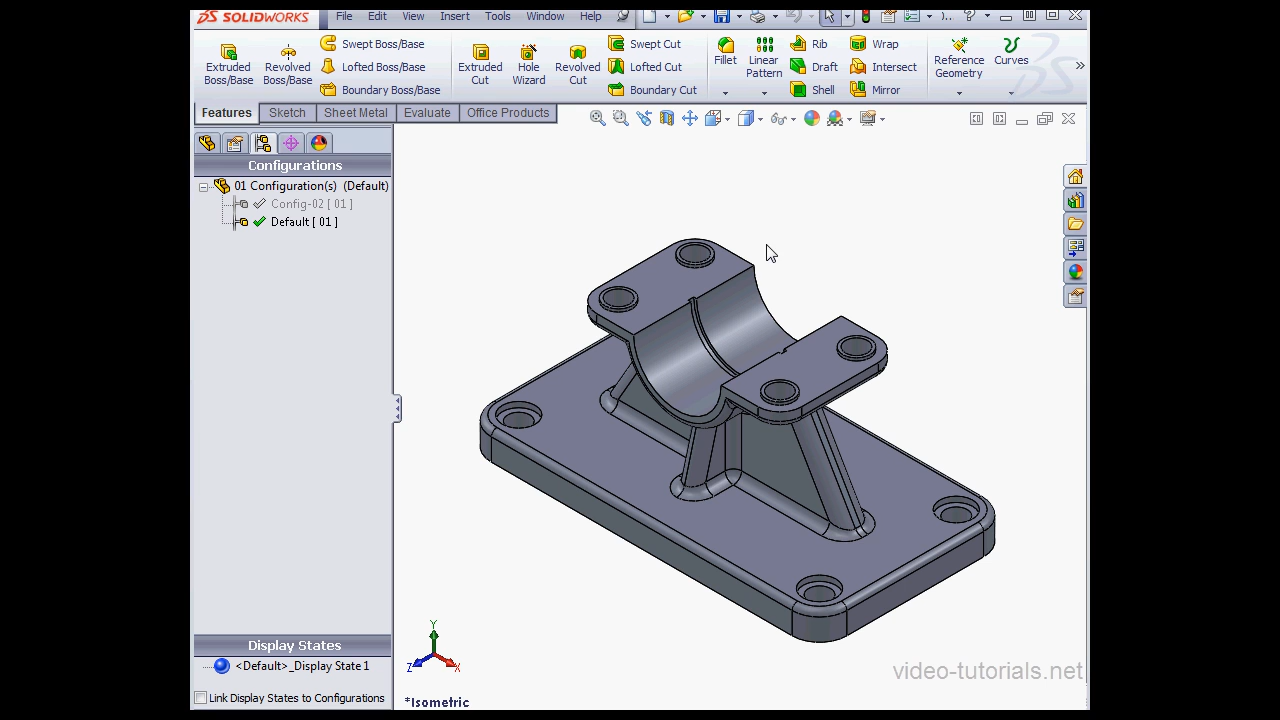 SOLIDWORKS File Edit View Insert Tools Window Help
Extruded Boss/Base
Revolved Boss/Base
Swept Boss/Base
Lofted Boss/Base
Boundary Boss/Base
Extruded Cut
Hole Wizard
Revolved Cut
Swept Cut
Lofted Cut
Boundary Cut
Fillet
Linear Pattern
Rib
Draft
Shell
Wrap
Intersect
Mirror
Reference Geometry
Curves
Features Sketch Sheet Metal Evaluate Office Products
Configurations
01 Configuration(s) (Default)
Config-02 [ 01 ]
Default [ 01 ]
Display States
<Default>_Display State 1
Link Display States to Configurations
Y
Z X
*Isometric
video-tutorials.net